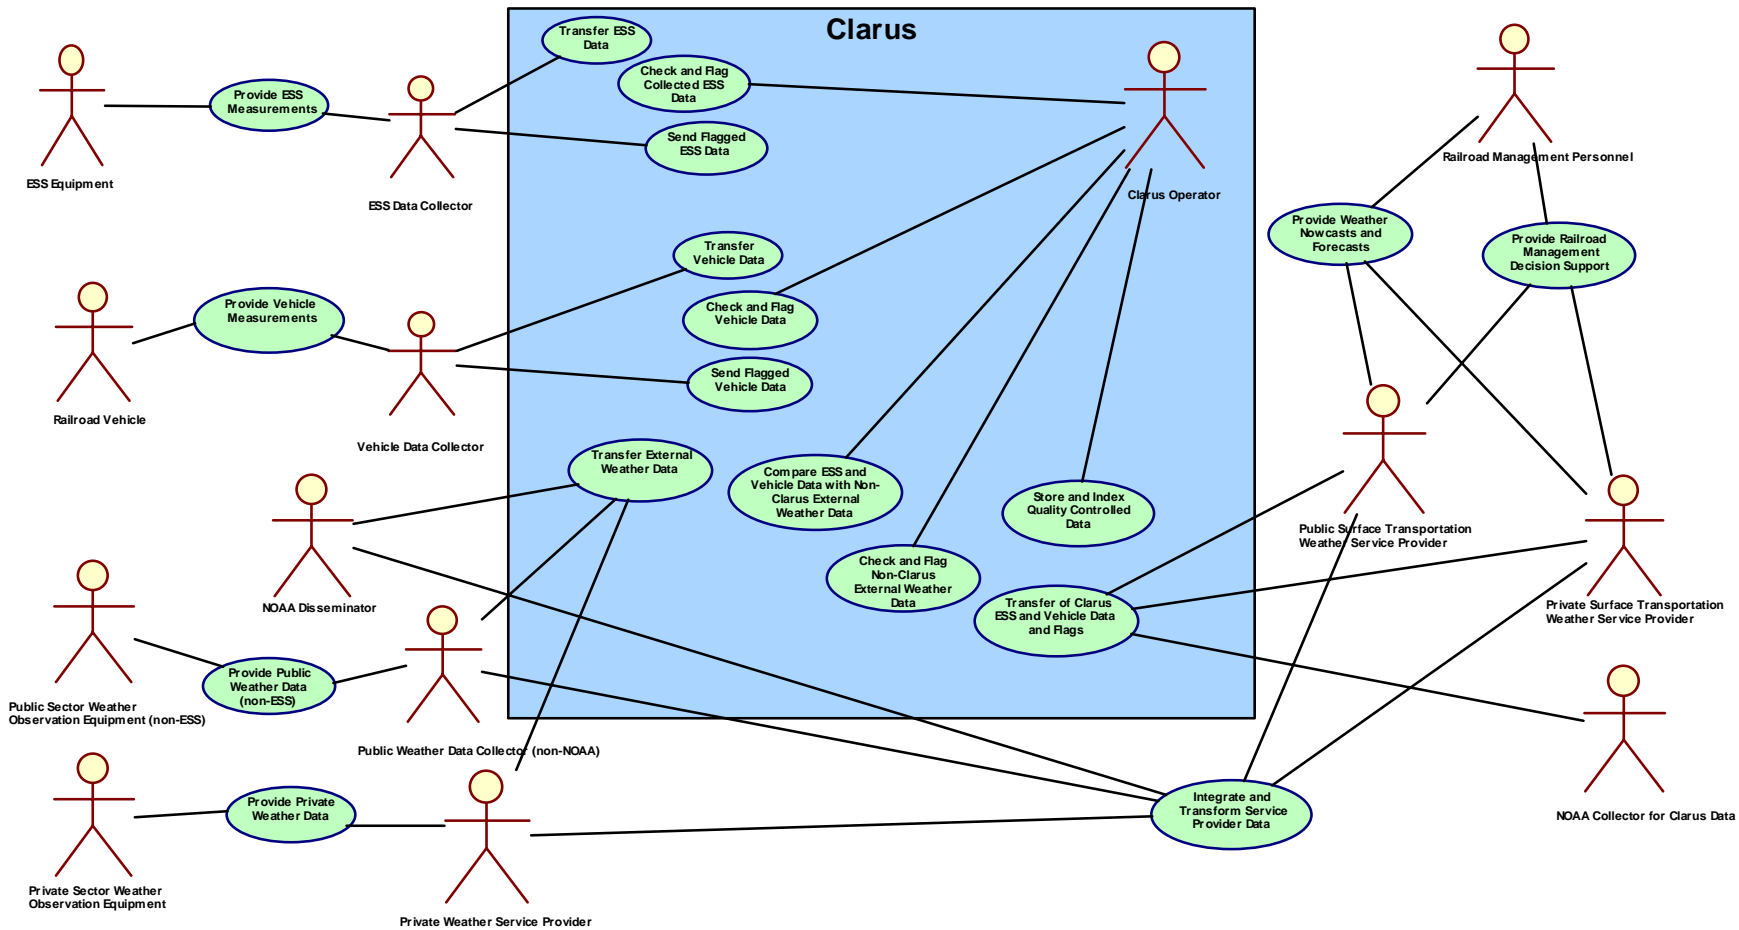 Clarus
Transfer ESS
Data
Check and Flag
Collected ESS
Data
Provide ESS
Measurements
Send Flagged
ESS Data
Railroad Management Personnel
ESS Equipment
ESS Data Collector
Clarus Operator
Provide Weather
Nowcasts and
Forecasts
Provide Railroad
Management
Decision Support
Transfer
Vehicle Data
Provide Vehicle
Measurements
Check and Flag
Vehicle Data
Send Flagged
Vehicle Data
Railroad Vehicle
Vehicle Data Collector
Transfer External
Weather Data
Compare ESS and
Vehicle Data with Non-
Clarus External
Weather Data
Store and Index
Quality Controlled
Data
Public Surface Transportation
Weather Service Provider
Check and Flag
Non-Clarus
External Weather
Data
NOAA Disseminator
Transfer of Clarus
ESS and Vehicle Data
and Flags
Private Surface Transportation
Weather Service Provider
Provide Public
Weather Data
(non-ESS)
Public Sector Weather
Observation Equipment (non-ESS)
Public Weather Data Collector (non-NOAA)
Provide Private
Weather Data
Integrate and
Transform Service
Provider Data
NOAA Collector for Clarus Data
Private Sector Weather
Observation Equipment
Private Weather Service Provider